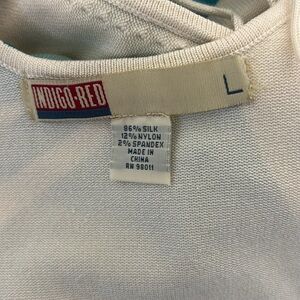 INDIGO-RED
L
86% SILK
12% NYLON
2% SPANDEX
MADE IN
CHINA
RN 98011